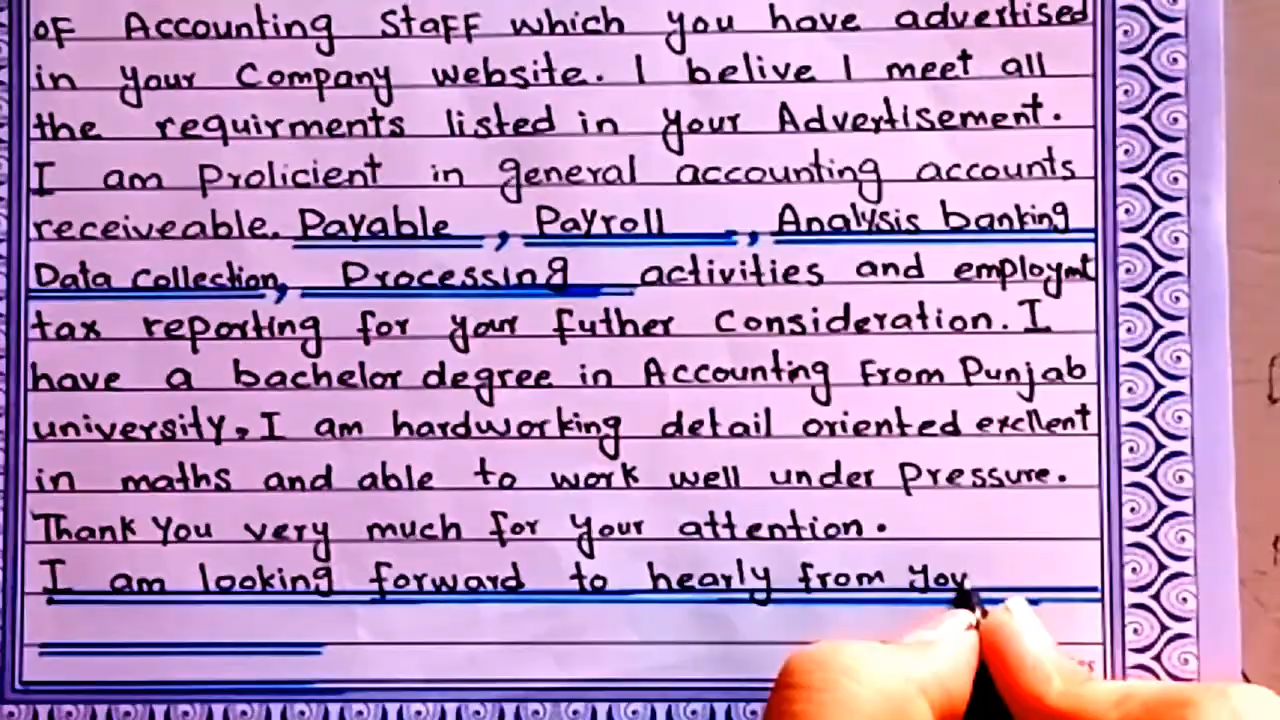 of Accounting Staff which you have advertised
in your Company website. I belive I meet all
the requirments listed in your Advertisement.
I am Prolicient in general accounting accounts
receiveable. Payable , Payroll , Analysis banking
Data Collection, Processing activities and employmt
tax reporting for your futher Consideration. I
have a bachelor degree in Accounting From Punjab
university, I am hardworking detail oriented excllent
in maths and able to work well under Pressure.
Thank You very much for your attention.
I am looking forward to hearly from you